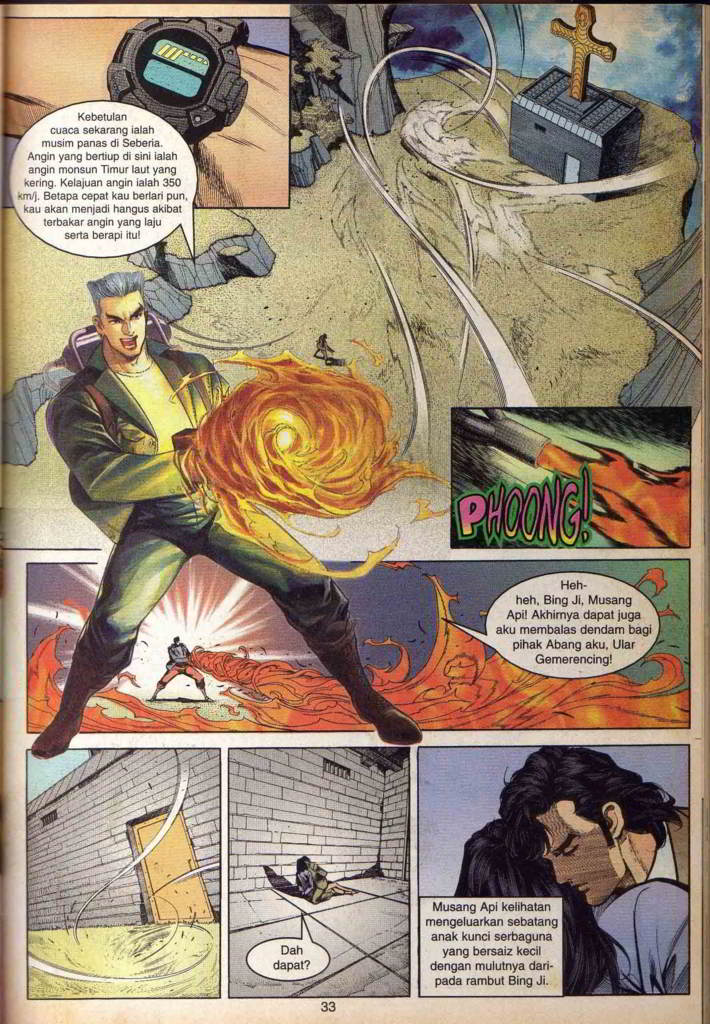 Kebetulan
cuaca sekarang ialah
musim panas di Seberia.
Angin yang bertiup di sini ialah
angin monsun Timur laut yang
kering. Kelajuan angin ialah 350
km/j. Betapa cepat kau berlari pun,
kau akan menjadi hangus akibat
terbakar angin yang laju
serta berapi itu!
PHOONG!
Heh-
heh, Bing Ji, Musang
Api! Akhirnya dapat juga
aku membalas dendam bagi
pihak Abang aku, Ular
Gemerencing!
Dah
dapat?
Musang Api kelihatan
mengeluarkan sebatang
anak kunci serbaguna
yang bersaiz kecil
dengan mulutnya dari-
pada rambut Bing Ji.
33